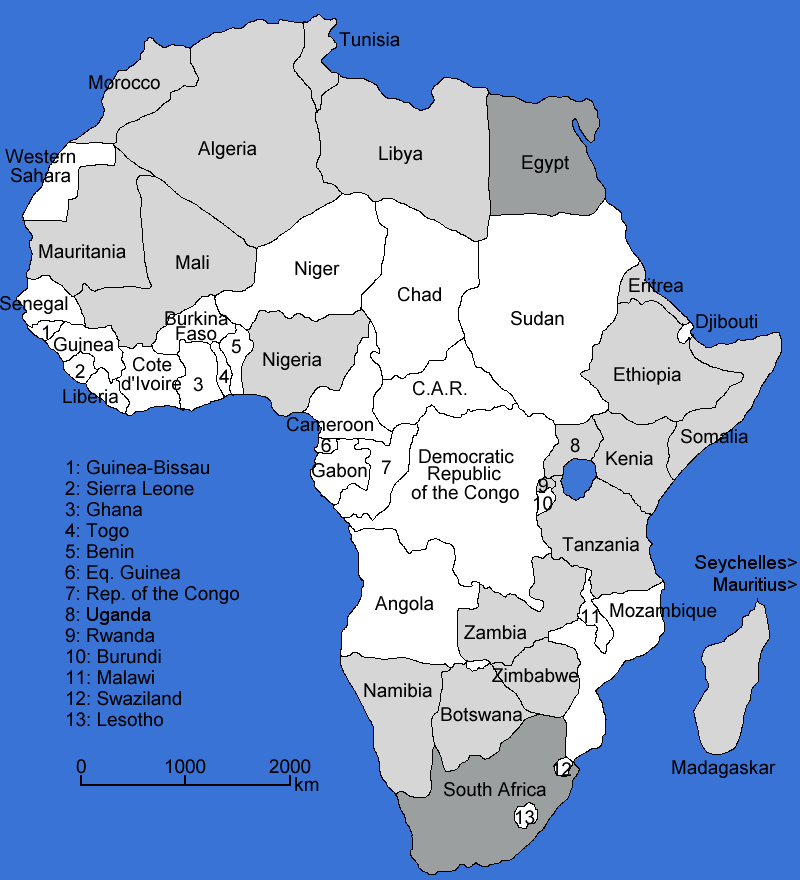 Tunisia
Morocco
Algeria
Libya
Egypt
Western
Sahara
Mauritania
Mali
Niger
Chad
Sudan
Eritrea
Djibouti
Senegal
Burkina
Faso
1
Guinea
2
Liberia
Cote
d'Ivoire
3
4
5
Nigeria
C.A.R.
Ethiopia
Somalia
Cameroon
6
Gabon
7
Democratic
Republic
of the Congo
8
Kenia
9
10
Tanzania
1: Guinea-Bissau
2: Sierra Leone
3: Ghana
4: Togo
5: Benin
6: Eq. Guinea
7: Rep. of the Congo
8: Uganda
9: Rwanda
10: Burundi
11: Malawi
12: Swaziland
13: Lesotho
Seychelles>
Mauritius>
Angola
11
Mozambique
Zambia
Zimbabwe
Namibia
Botswana
Madagaskar
South Africa
12
13
0 1000 2000
km